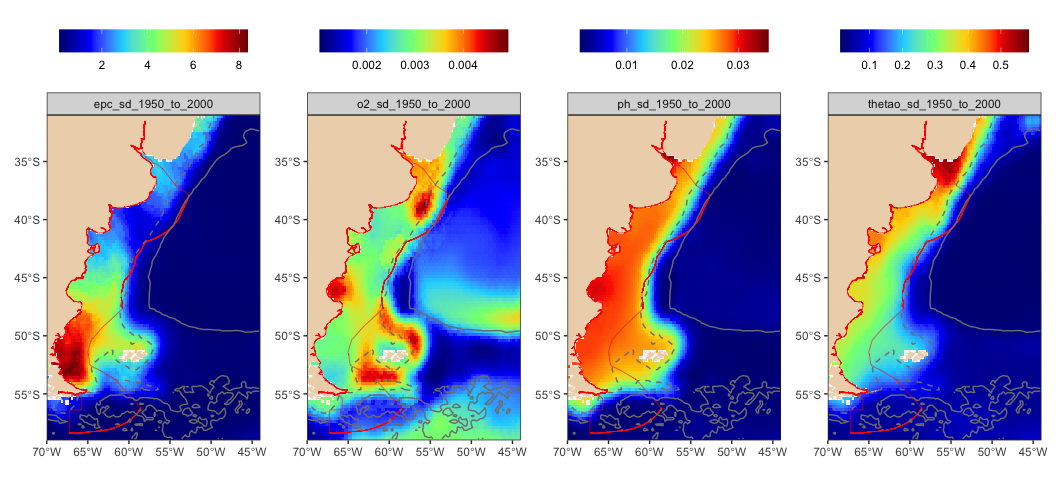 2 4 6 8
0.002 0.003 0.004
0.01 0.02 0.03
0.1 0.2 0.3 0.4 0.5
epc_sd_1950_to_2000
o2_sd_1950_to_2000
ph_sd_1950_to_2000
thetao_sd_1950_to_2000
35°S
40°S
45°S
50°S
55°S
35°S
40°S
45°S
50°S
55°S
35°S
40°S
45°S
50°S
55°S
35°S
40°S
45°S
50°S
55°S
70°W 65°W 60°W 55°W 50°W 45°W
70°W 65°W 60°W 55°W 50°W 45°W
70°W 65°W 60°W 55°W 50°W 45°W
70°W 65°W 60°W 55°W 50°W 45°W